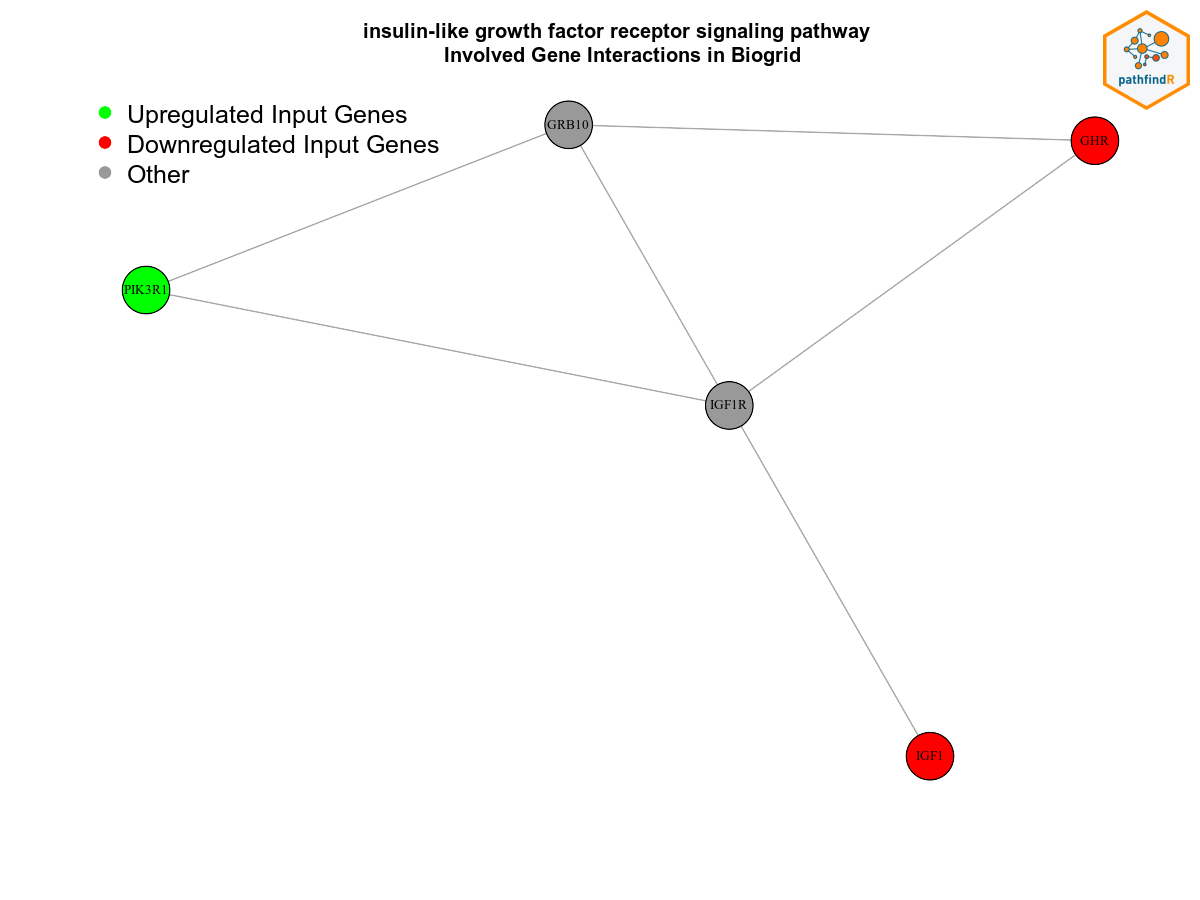 insulin-like growth factor receptor signaling pathway
Involved Gene Interactions in Biogrid
pathfindR
Upregulated Input Genes
Downregulated Input Genes
Other
GRB10
GHR
PIK3R1
IGF1R
IGF1